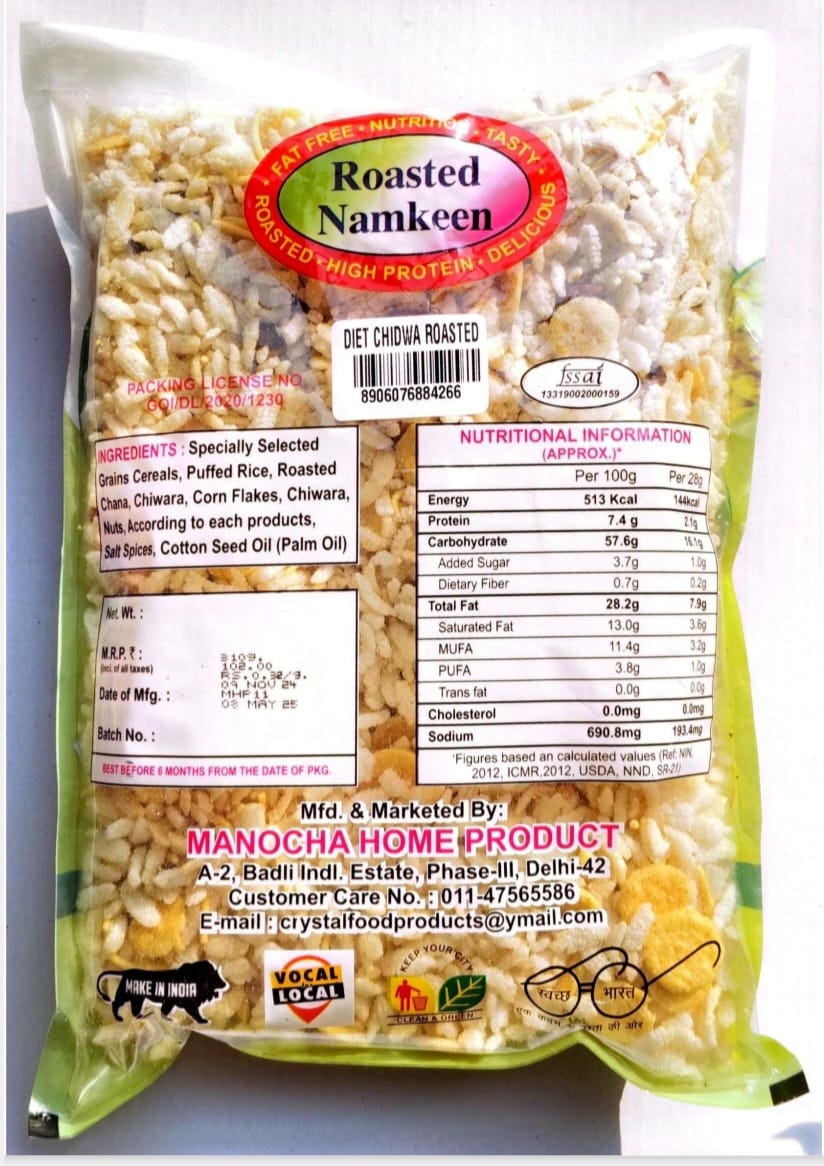 FAT FREE • NUTRITION • TASTY •
Roasted
Namkeen
ROASTED • HIGH PROTEIN • DELICIOUS
DIET CHIDWA ROASTED
8906076884266
fssai
13319002000159
PACKING LICENSE NO
GOI/DL/2020/1230
INGREDIENTS : Specially Selected
Grains Cereals, Puffed Rice, Roasted
Chana, Chiwara, Corn Flakes, Chiwara,
Nuts, According to each products,
Salt Spices, Cotton Seed Oil (Palm Oil)
NUTRITIONAL INFORMATION
(APPROX.)*
Per 100g Per 28g
Energy 513 Kcal 144kcal
Protein 7.4 g 2.1g
Carbohydrate 57.6g 16.1g
Added Sugar 3.7g 1.0g
Dietary Fiber 0.7g 0.2g
Total Fat 28.2g 7.9g
Saturated Fat 13.0g 3.6g
MUFA 11.4g 3.2g
PUFA 3.8g 1.0g
Trans fat 0.0g 0.0g
Cholesterol 0.0mg 0.0mg
Sodium 690.8mg 193.4mg
*Figures based an calculated values (Ref: NIN,
2012, ICMR,2012, USDA, NND, SR-21)
Net. Wt. :
M.R.P. ₹ : 102.00
(incl. of all taxes) RS.0.32/9.
09 NOV 24
Date of Mfg. : MHP11
08 MAY 25
Batch No. :
BEST BEFORE 6 MONTHS FROM THE DATE OF PKG.
Mfd. & Marketed By:
MANOCHA HOME PRODUCT
A-2, Badli Indl. Estate, Phase-III, Delhi-42
Customer Care No. : 011-47565586
E-mail : crystalfoodproducts@ymail.com
MAKE IN INDIA
VOCAL
LOCAL
KEEP YOUR CITY
CLEAN & GREEN
स्वच्छ भारत
एक कदम की ओर